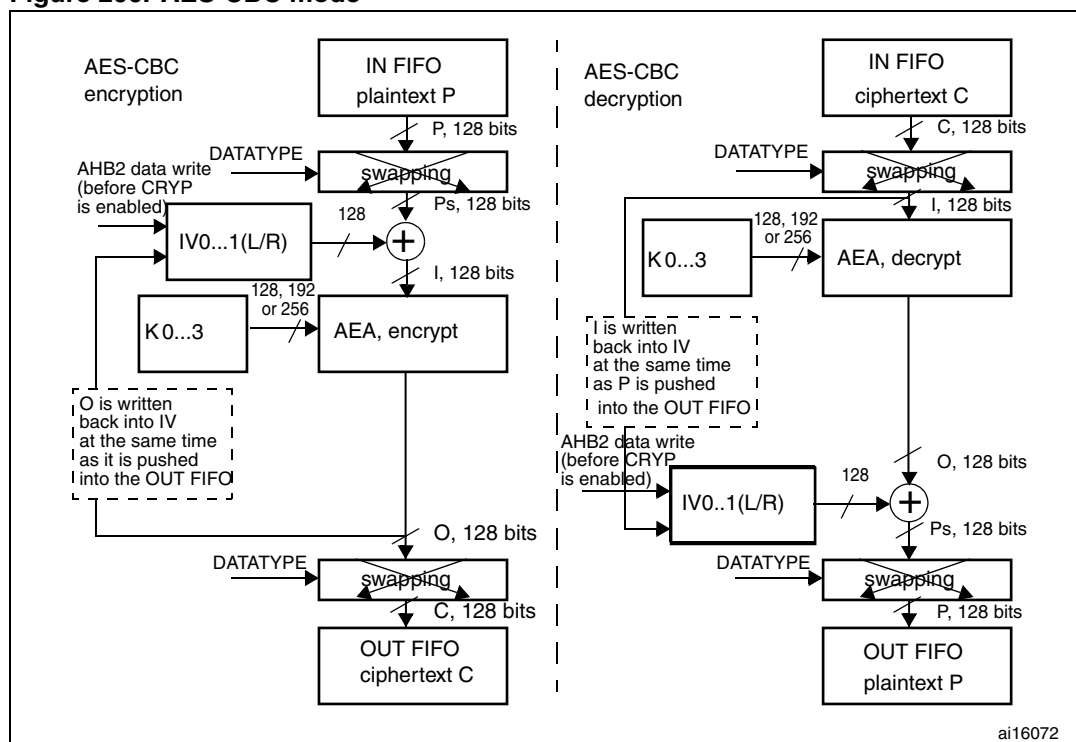 AES-CBC
encryption
IN FIFO
plaintext P
P, 128 bits
DATATYPE
swapping
AHB2 data write
(before CRYP
is enabled)
Ps, 128 bits
IV0...1(L/R)
128
+
I, 128 bits
K 0...3
128, 192
or 256
AEA, encrypt
O is written
back into IV
at the same time
as it is pushed
into the OUT FIFO
O, 128 bits
DATATYPE
swapping
C, 128 bits
OUT FIFO
ciphertext C
AES-CBC
decryption
IN FIFO
ciphertext C
C, 128 bits
DATATYPE
swapping
I, 128 bits
K 0...3
128, 192
or 256
AEA, decrypt
I is written
back into IV
at the same time
as P is pushed
into the OUT FIFO
AHB2 data write
(before CRYP
is enabled)
IV0..1(L/R)
128
O, 128 bits
+
Ps, 128 bits
DATATYPE
swapping
P, 128 bits
OUT FIFO
plaintext P
ai16072